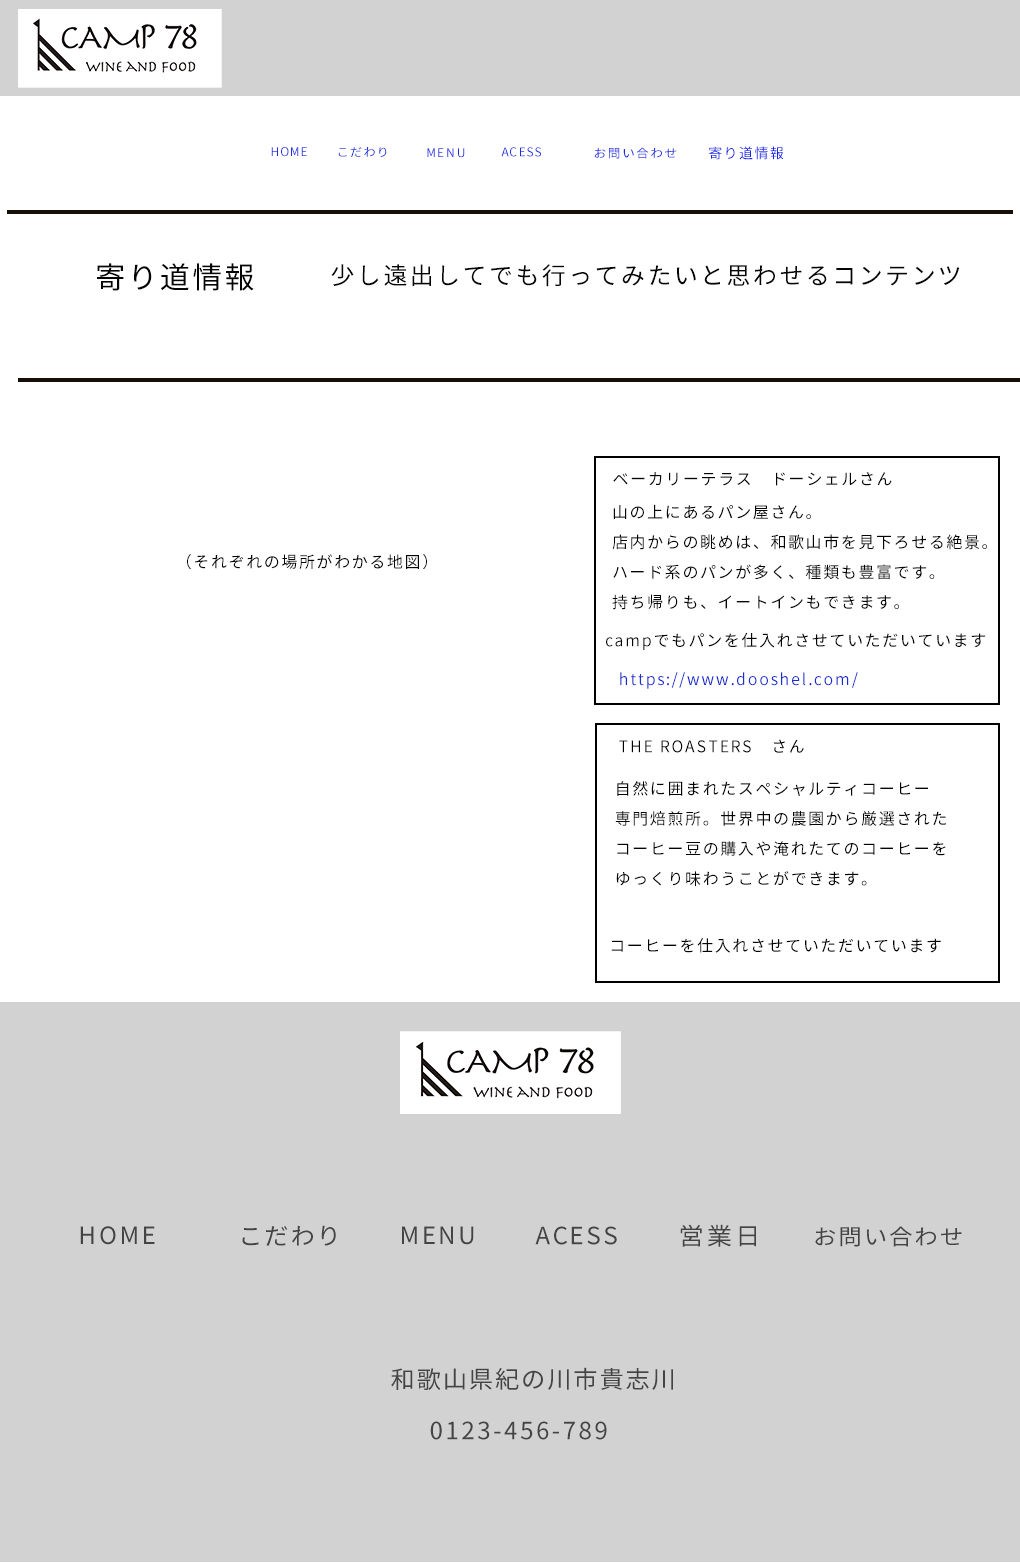 CAMP 78
WINE AND FOOD
HOME こだわり MENU ACESS お問い合わせ 寄り道情報
寄り道情報 少し遠出してでも行ってみたいと思わせるコンテンツ
（それぞれの場所がわかる地図）
ベーカリーテラス　ドーシェルさん
山の上にあるパン屋さん。
店内からの眺めは、和歌山市を見下ろせる絶景。
ハード系のパンが多く、種類も豊富です。
持ち帰りも、イートインもできます。
campでもパンを仕入れさせていただいています
https://www.dooshel.com/
THE ROASTERS　さん
自然に囲まれたスペシャルティコーヒー
専門焙煎所。世界中の農園から厳選された
コーヒー豆の購入や淹れたてのコーヒーを
ゆっくり味わうことができます。
コーヒーを仕入れさせていただいています
CAMP 78
WINE AND FOOD
HOME こだわり MENU ACESS 営業日 お問い合わせ
和歌山県紀の川市貴志川
0123-456-789